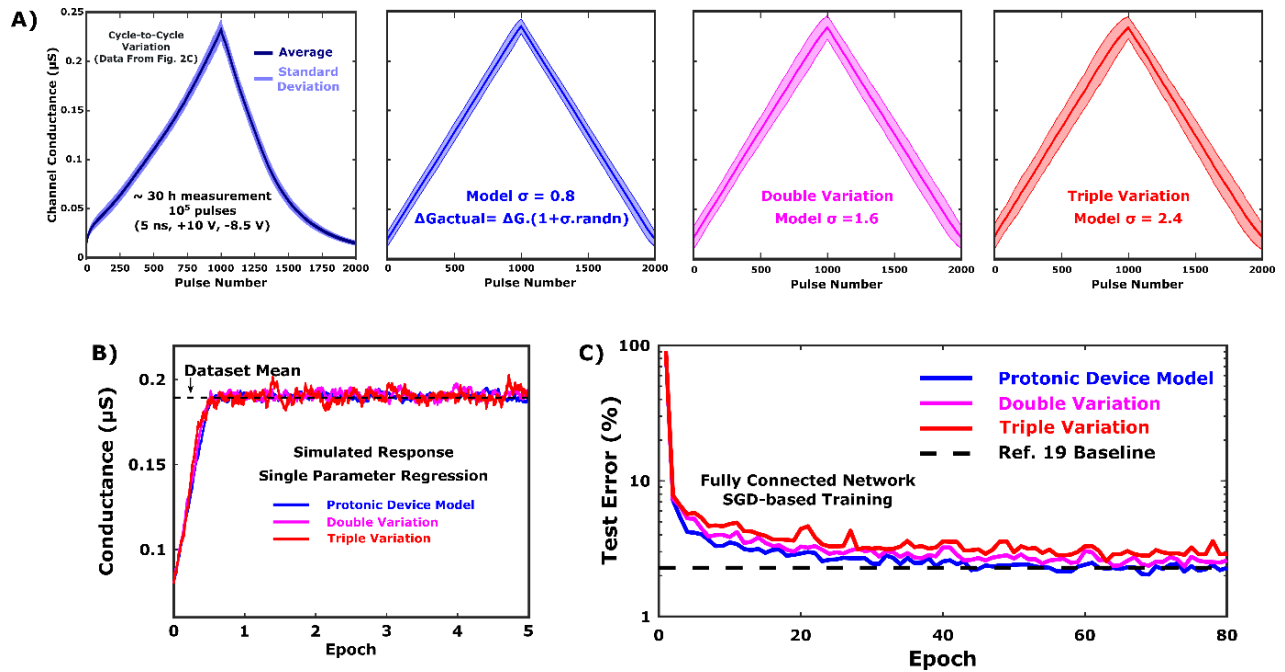 A)
Channel Conductance (µS)
0.25
0.2
0.15
0.1
0.05
0
Cycle-to-Cycle
Variation
(Data From Fig. 2C)
Average
Standard
Deviation
~ 30 h measurement
10⁵ pulses
(5 ns, +10 V, -8.5 V)
0 250 500 750 1000 1250 1500 1750 2000
Pulse Number
Model σ = 0.8
ΔGactual= ΔG.(1+σ.randn)
500 1000 1500 2000
Pulse Number
Double Variation
Model σ =1.6
500 1000 1500 2000
Pulse Number
Triple Variation
Model σ = 2.4
500 1000 1500 2000
Pulse Number
B)
Conductance (µS)
0.2
0.15
0.1
Dataset Mean
Simulated Response
Single Parameter Regression
Protonic Device Model
Double Variation
Triple Variation
0 1 2 3 4 5
Epoch
C)
Test Error (%)
100
10
1
Protonic Device Model
Double Variation
Triple Variation
Ref. 19 Baseline
Fully Connected Network
SGD-based Training
0 20 40 60 80
Epoch